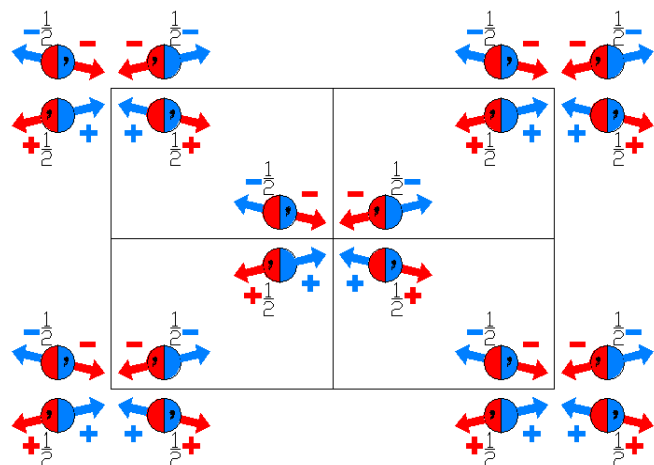 - ½ - - ½ - - ½ - - ½ -
, , , ,
, , , ,
+ ½ + + ½ + + ½ + + ½ +
- ½ - - ½ -
, ,
, ,
+ ½ + + ½ +
- ½ - - ½ - - ½ - - ½ -
, , , ,
, , , ,
+ ½ + + ½ + + ½ + + ½ +